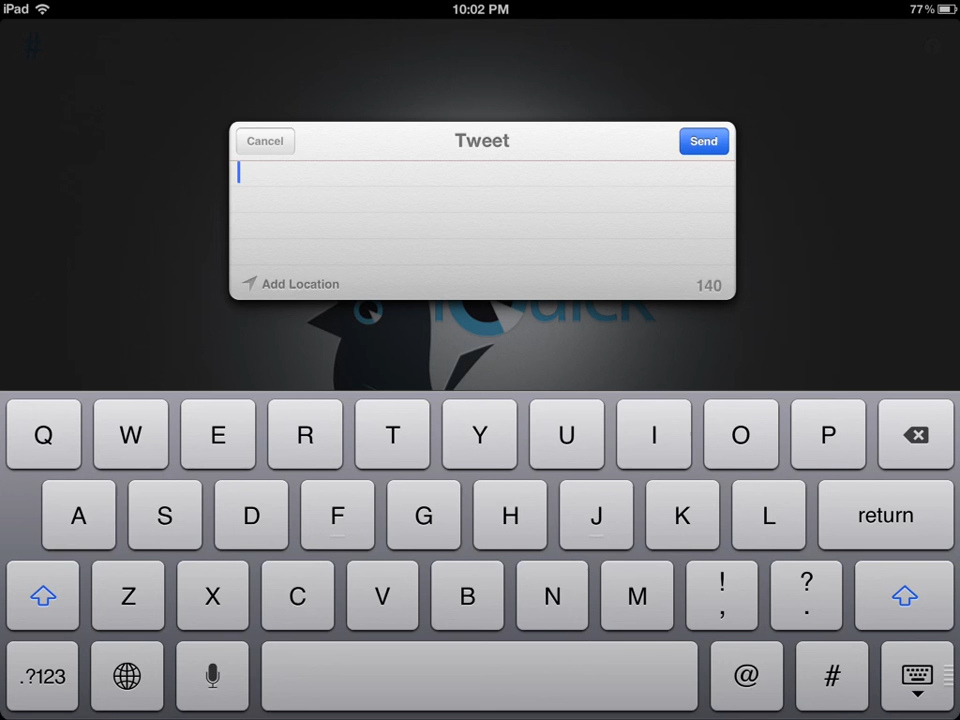 iPad 10:02 PM 77%
#
Cancel Tweet Send
Add Location 140
Q W E R T Y U I O P
A S D F G H J K L return
Z X C V B N M ! , ? .
.?123 @ #